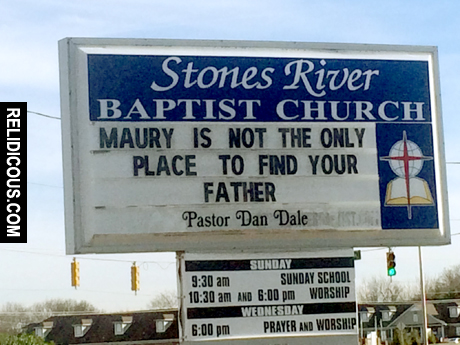 Stones River
BAPTIST CHURCH
MAURY IS NOT THE ONLY
PLACE TO FIND YOUR
FATHER
Pastor Dan Dale
SUNDAY
9:30 am SUNDAY SCHOOL
10:30 am AND 6:00 pm WORSHIP
WEDNESDAY
6:00 pm PRAYER AND WORSHIP
RELIDICOUS.COM